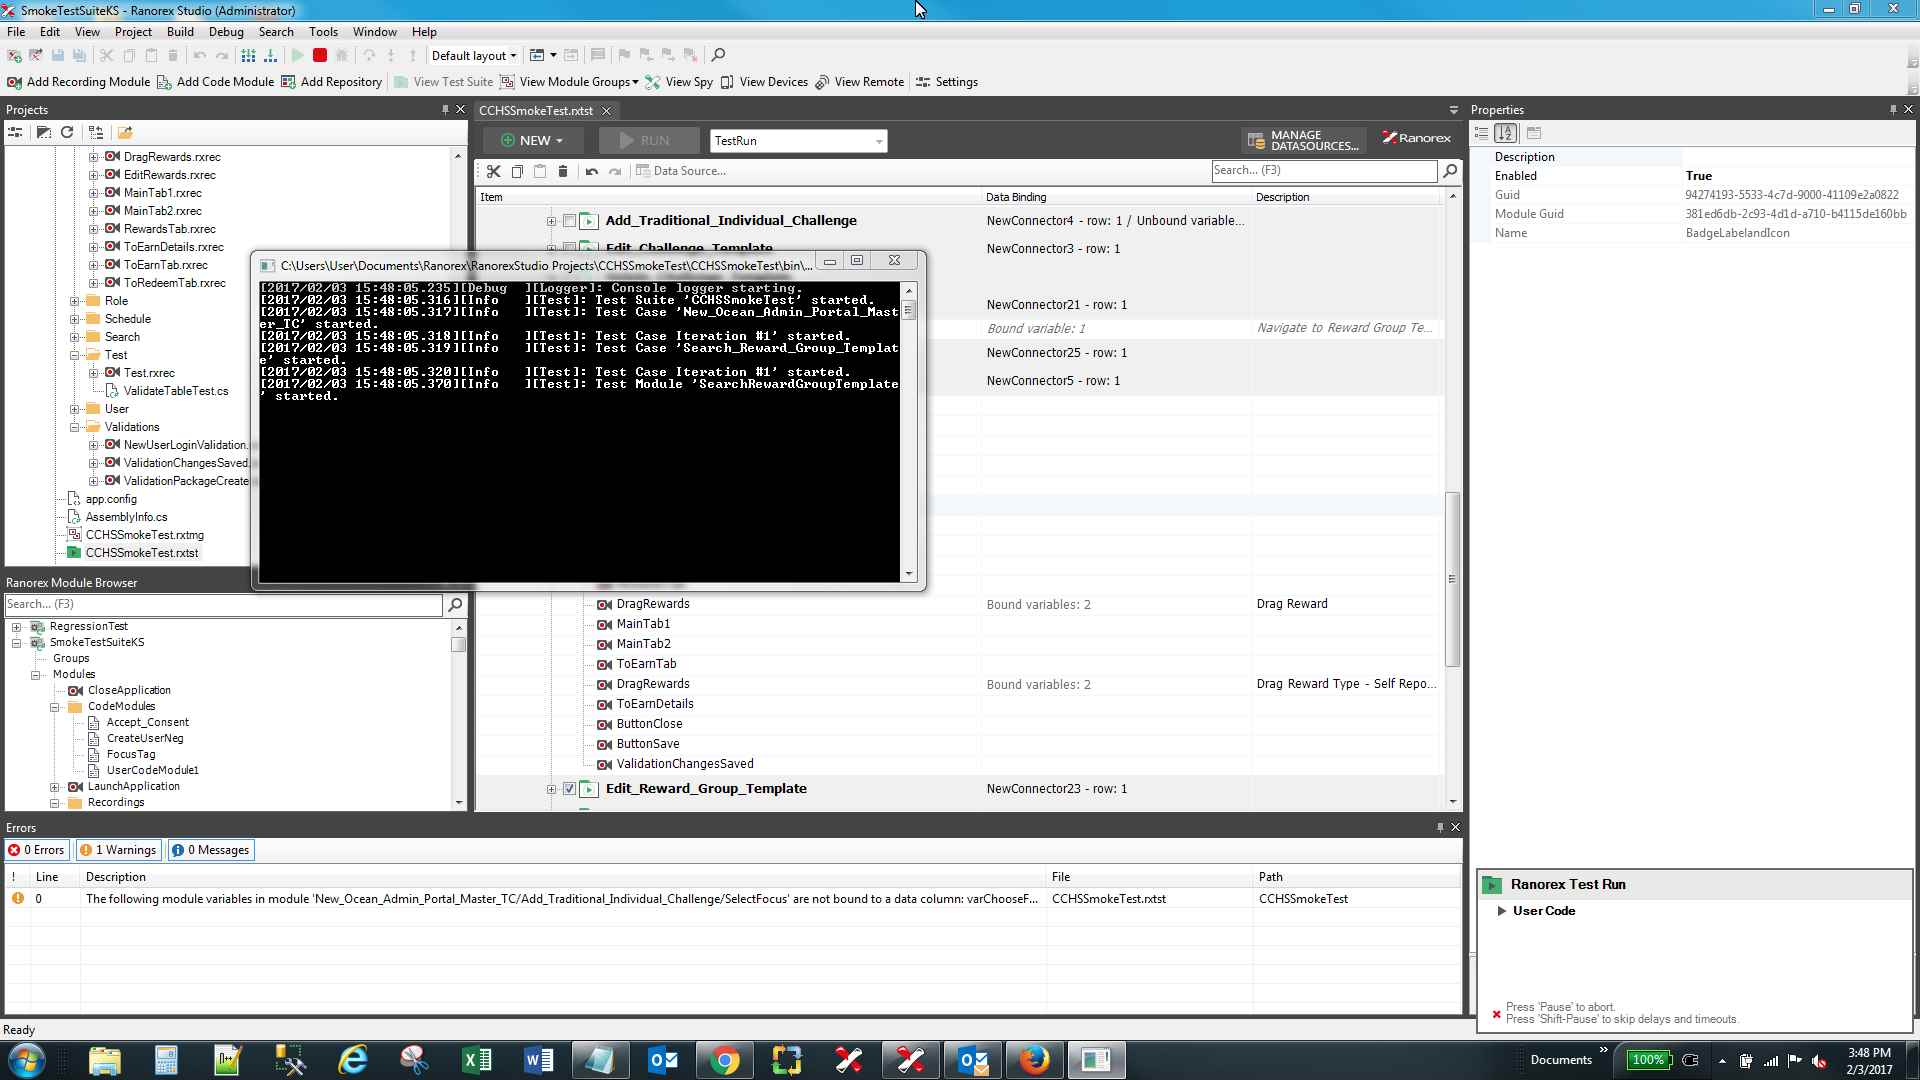 SmokeTestSuiteKS - Ranorex Studio (Administrator)
File Edit View Project Build Debug Search Tools Window Help
Default layout
Add Recording Module Add Code Module Add Repository View Test Suite View Module Groups View Spy View Devices View Remote Settings
Projects
DragRewards.rxrec
EditRewards.rxrec
MainTab1.rxrec
MainTab2.rxrec
RewardsTab.rxrec
ToEarnDetails.rxrec
ToEarnTab.rxrec
ToRedeemTab.rxrec
Role
Schedule
Search
Test
Test.rxrec
ValidateTableTest.cs
User
Validations
NewUserLoginValidation.
ValidationChangesSaved.
ValidationPackageCreate
app.config
AssemblyInfo.cs
CCHSSmokeTest.rxtmg
CCHSSmokeTest.rxtst
Ranorex Module Browser
Search... (F3)
RegressionTest
SmokeTestSuiteKS
Groups
Modules
CloseApplication
CodeModules
Accept_Consent
CreateUserNeg
FocusTag
UserCodeModule1
LaunchApplication
Recordings
CCHSSmokeTest.rxtst
NEW RUN TestRun MANAGE DATASOURCES... Ranorex
Data Source... Search... (F3)
Item Data Binding Description
Add_Traditional_Individual_Challenge NewConnector4 - row: 1 / Unbound variable...
Edit_Challenge_Template NewConnector3 - row: 1
NewConnector21 - row: 1
Bound variable: 1 Navigate to Reward Group Te...
NewConnector25 - row: 1
NewConnector5 - row: 1
C:\Users\User\Documents\Ranorex\RanorexStudio Projects\CCHSSmokeTest\CCHSSmokeTest\bin\...
[2017/02/03 15:48:05.235][Debug ][Logger]: Console logger starting.
[2017/02/03 15:48:05.316][Info ][Test]: Test Suite 'CCHSSmokeTest' started.
[2017/02/03 15:48:05.317][Info ][Test]: Test Case 'New_Ocean_Admin_Portal_Mast
er_TC' started.
[2017/02/03 15:48:05.318][Info ][Test]: Test Case Iteration #1' started.
[2017/02/03 15:48:05.319][Info ][Test]: Test Case 'Search_Reward_Group_Templat
e' started.
[2017/02/03 15:48:05.320][Info ][Test]: Test Case Iteration #1' started.
[2017/02/03 15:48:05.370][Info ][Test]: Test Module 'SearchRewardGroupTemplate
' started.
DragRewards Bound variables: 2 Drag Reward
MainTab1
MainTab2
ToEarnTab
DragRewards Bound variables: 2 Drag Reward Type - Self Repo...
ToEarnDetails
ButtonClose
ButtonSave
ValidationChangesSaved
Edit_Reward_Group_Template NewConnector23 - row: 1
Properties
Description
Enabled True
Guid 94274193-5533-4c7d-9000-41109e2a0822
Module Guid 381ed6db-2c93-4d1d-a710-b4115de160bb
Name BadgeLabelandIcon
Errors
0 Errors 1 Warnings 0 Messages
! Line Description File Path
0 The following module variables in module 'New_Ocean_Admin_Portal_Master_TC/Add_Traditional_Individual_Challenge/SelectFocus' are not bound to a data column: varChooseF... CCHSSmokeTest.rxtst CCHSSmokeTest
Ranorex Test Run
User Code
Press 'Pause' to abort.
Press 'Shift-Pause' to skip delays and timeouts.
Ready
Documents » 100% 3:48 PM
2/3/2017